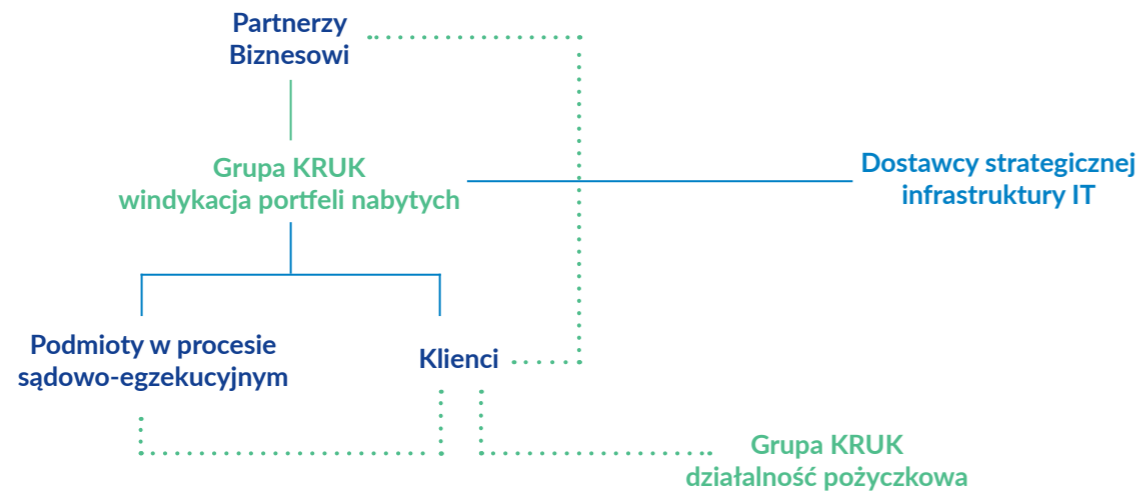 Partnerzy
Biznesowi
Grupa KRUK
windykacja portfeli nabytych
Dostawcy strategicznej
infrastruktury IT
Podmioty w procesie
sądowo-egzekucyjnym
Klienci
Grupa KRUK
działalność pożyczkowa